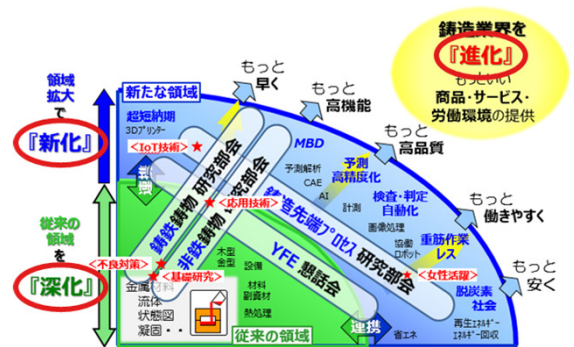 鋳造業界を
『進化』
もっといい
商品・サービス・
労働環境の提供
領域
拡大
で
『新化』
従来の
領域
を
『深化』
新たな領域
超短納期
3Dプリンター
<IoT技術>
連携
もっと
早く
もっと
高機能
もっと
高品質
もっと
働きやすく
もっと
安く
MBD
予測解析
CAE
AI
計測
予測
高精度化
検査・判定
自動化
画像処理
協働
ロボット
重筋作業
レス
<女性活躍>
脱炭素
社会
再生エネルギー
エネルギー回収
省エネ
鋳鉄鋳物 研究部会
非鉄鋳物 研究部会
鋳造先端プロセス 研究部会
YFE 懇話会
<応用技術>
<不良対策>
<基礎研究>
木型
金型
設備
材料
副資材
熱処理
金属材料
流体
状態図
凝固・・
従来の領域
連携